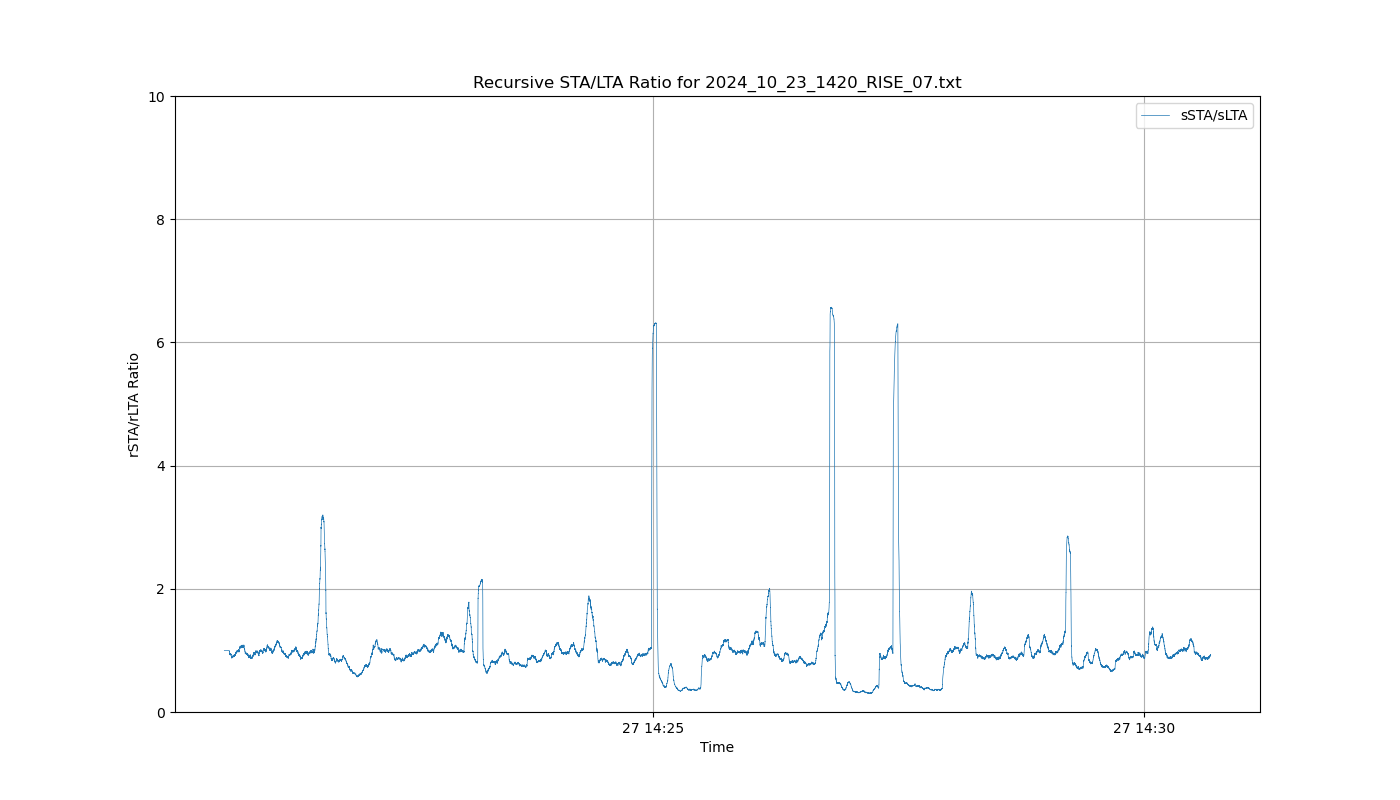 Recursive STA/LTA Ratio for 2024_10_23_1420_RISE_07.txt
sSTA/sLTA
10
8
6
4
2
0
rSTA/rLTA Ratio
27 14:25
27 14:30
Time